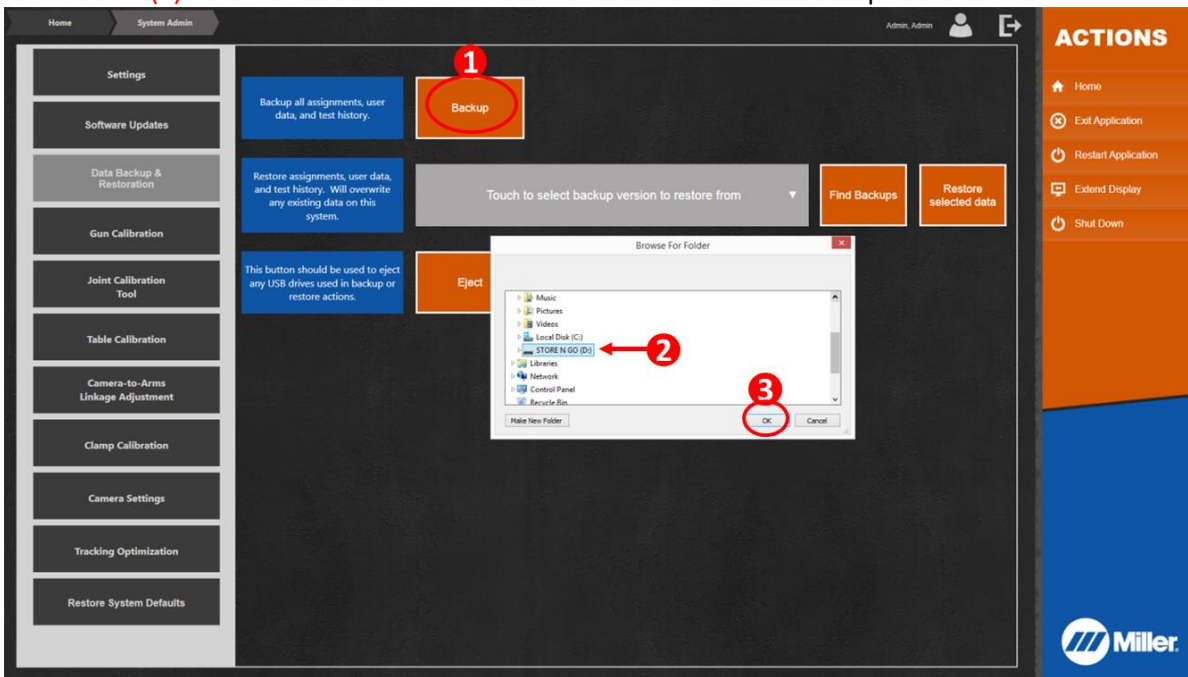 Home
System Admin
Admin, Admin
ACTIONS
Home
Exit Application
Restart Application
Extend Display
Shut Down
Settings
Software Updates
Data Backup &
Restoration
Gun Calibration
Joint Calibration
Tool
Table Calibration
Camera-to-Arms
Linkage Adjustment
Clamp Calibration
Camera Settings
Tracking Optimization
Restore System Defaults
1
Backup all assignments, user
data, and test history.
Backup
Restore assignments, user data,
and test history. Will overwrite
any existing data on this
system.
Touch to select backup version to restore from
Find Backups
Restore
selected data
This button should be used to eject
any USB drives used in backup or
restore actions.
Eject
Browse For Folder
Music
Pictures
Videos
Local Disk (C:)
STORE N GO (D:)
2
Libraries
Network
Control Panel
Recycle Bin
3
Make New Folder
OK
Cancel
Miller.